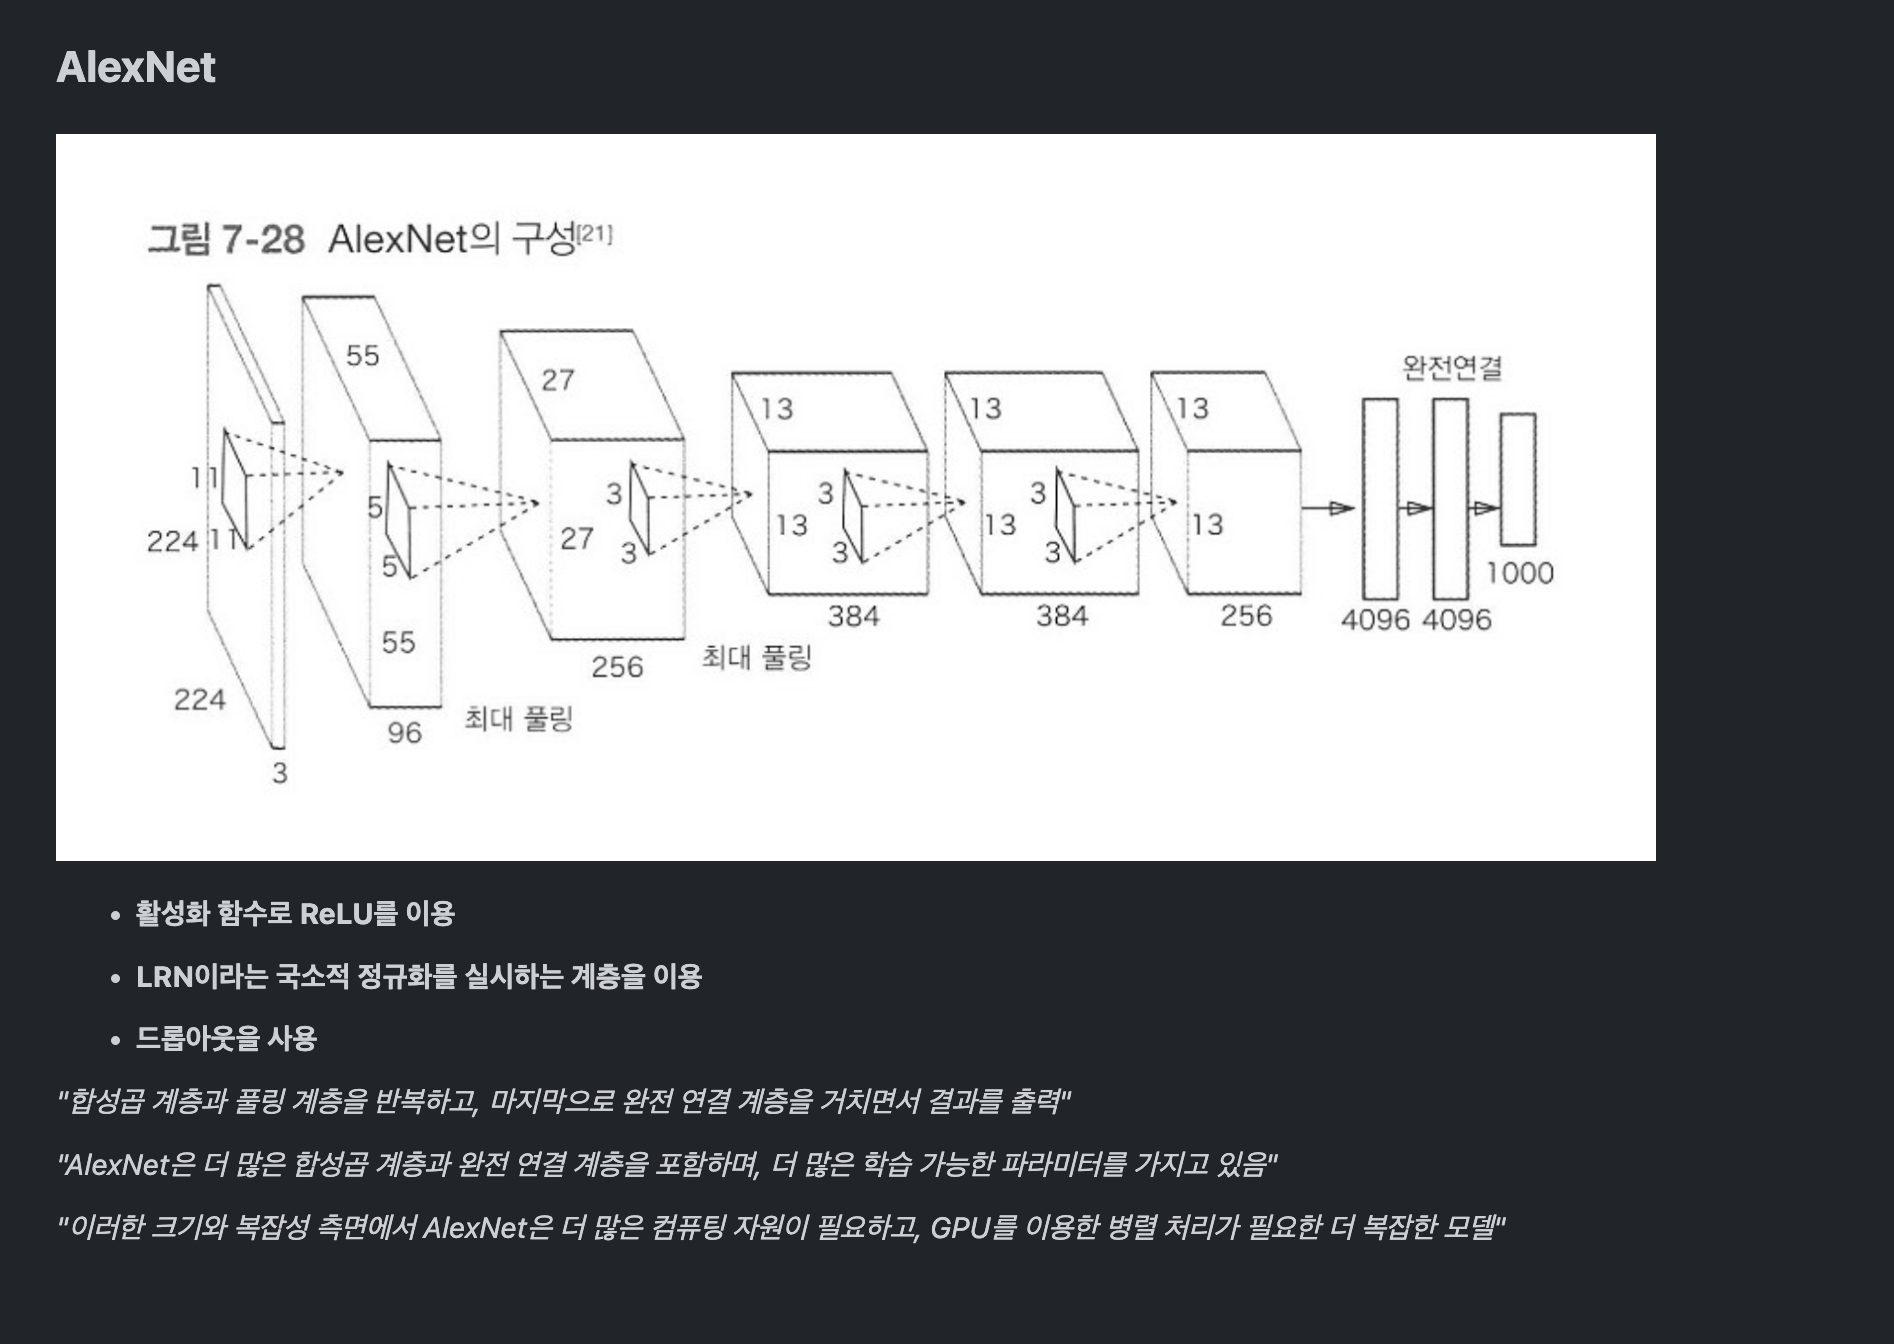 AlexNet
그림 7-28 AlexNet의 구성[21]
55
27
13
13
13
완전연결
11
224
11
5
5
55
3
27
3
3
13
3
3
13
3
13
1000
384
384
256
4096
4096
256
최대 풀링
224
96
최대 풀링
3
• 활성화 함수로 ReLU를 이용
• LRN이라는 국소적 정규화를 실시하는 계층을 이용
• 드롭아웃을 사용
"합성곱 계층과 풀링 계층을 반복하고, 마지막으로 완전 연결 계층을 거치면서 결과를 출력"
"AlexNet은 더 많은 합성곱 계층과 완전 연결 계층을 포함하며, 더 많은 학습 가능한 파라미터를 가지고 있음"
"이러한 크기와 복잡성 측면에서 AlexNet은 더 많은 컴퓨팅 자원이 필요하고, GPU를 이용한 병렬 처리가 필요한 더 복잡한 모델"